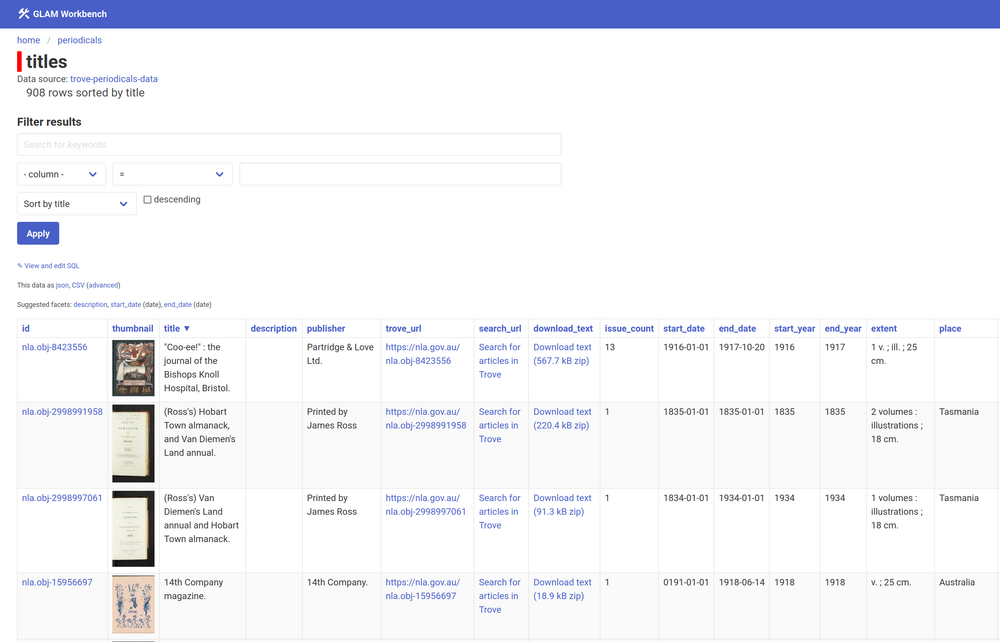 GLAM Workbench
home / periodicals
titles
Data source: trove-periodicals-data
908 rows sorted by title
Filter results
Search for keywords
- column -
=
Sort by title
descending
Apply
✎ View and edit SQL
This data as json, CSV (advanced)
Suggested facets: description, start_date (date), end_date (date)
id thumbnail title ▼ description publisher trove_url search_url download_text issue_count start_date end_date start_year end_year extent place
nla.obj-8423556 "Coo-ee!" : the Partridge & Love https://nla.gov.au/ Search for Download text 13 1916-01-01 1917-10-20 1916 1917 1 v. ; ill. ; 25
journal of the Ltd. nla.obj-8423556 articles in (567.7 kB zip) cm.
Bishops Knoll Trove
Hospital, Bristol.
nla.obj-2998991958 (Ross's) Hobart Printed by https://nla.gov.au/ Search for Download text 1 1835-01-01 1835-01-01 1835 1835 2 volumes : Tasmania
Town almanack, James Ross nla.obj-2998991958 articles in (220.4 kB zip) illustrations ;
and Van Diemen's Trove 18 cm.
Land annual.
nla.obj-2998997061 (Ross's) Van Printed by https://nla.gov.au/ Search for Download text 1 1834-01-01 1934-01-01 1934 1934 1 volumes : Tasmania
Diemen's Land James Ross nla.obj-2998997061 articles in (91.3 kB zip) illustrations ;
annual and Hobart Trove 18 cm.
Town almanack.
nla.obj-15956697 14th Company 14th Company. https://nla.gov.au/ Search for Download text 1 0191-01-01 1918-06-14 1918 1918 v. ; 25 cm. Australia
magazine. nla.obj-15956697 articles in (18.9 kB zip)
Trove